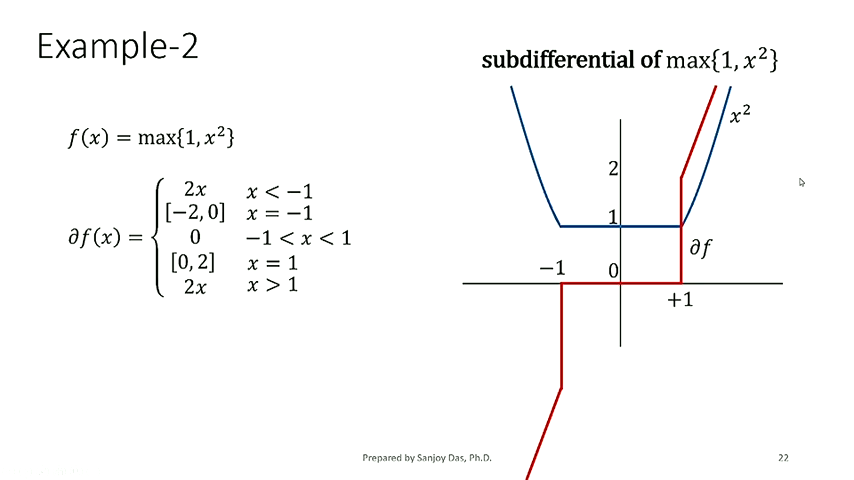 Example-2
subdifferential of max{1, x²}
f(x) = max{1, x²}
∂f(x) = { 2x x < −1
[−2, 0] x = −1
0 −1 < x < 1
[0, 2] x = 1
2x x > 1
x²
2
1
∂f
−1
0
+1
Prepared by Sanjoy Das, Ph.D.
22